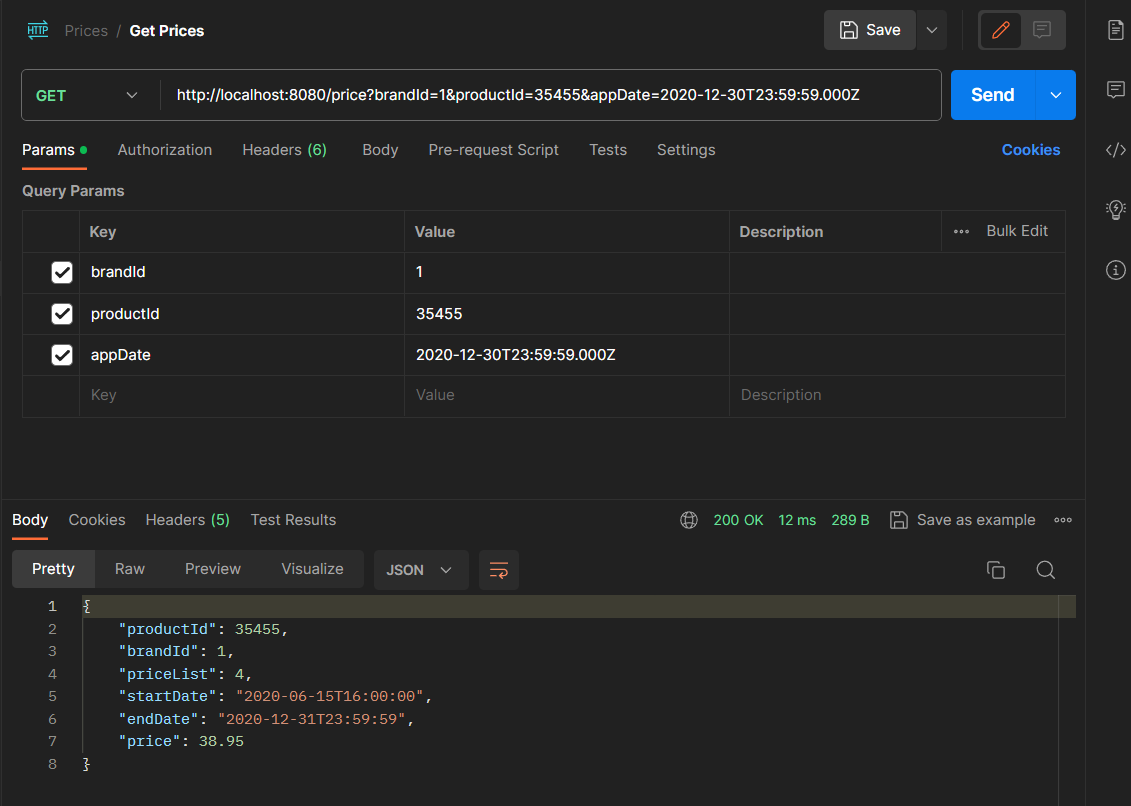 HTTP Prices / Get Prices Save
GET http://localhost:8080/price?brandId=1&productId=35455&appDate=2020-12-30T23:59:59.000Z Send
Params Authorization Headers (6) Body Pre-request Script Tests Settings Cookies
Query Params
Key Value Description Bulk Edit
brandId 1
productId 35455
appDate 2020-12-30T23:59:59.000Z
Key Value Description
Body Cookies Headers (5) Test Results 200 OK 12 ms 289 B Save as example
Pretty Raw Preview Visualize JSON
1 {
2 "productId": 35455,
3 "brandId": 1,
4 "priceList": 4,
5 "startDate": "2020-06-15T16:00:00",
6 "endDate": "2020-12-31T23:59:59",
7 "price": 38.95
8 }